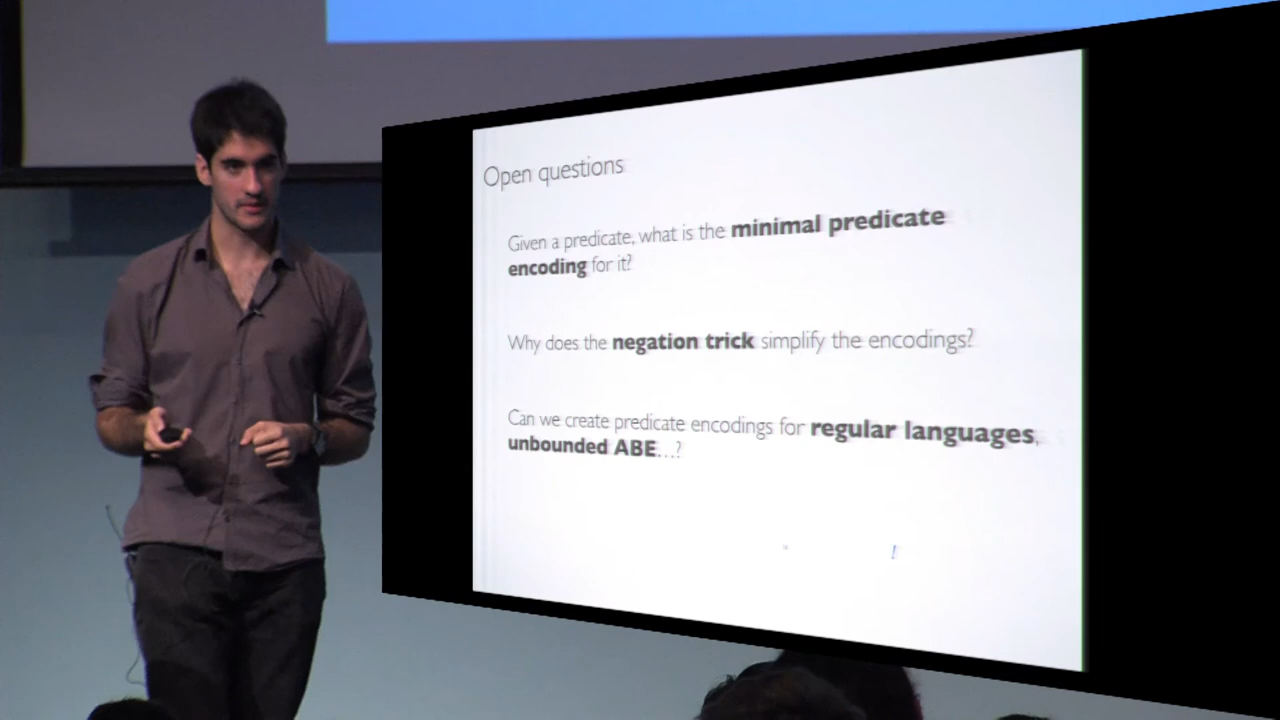 Open questions
Given a predicate, what is the minimal predicate
encoding for it?
Why does the negation trick simplify the encodings?
Can we create predicate encodings for regular languages,
unbounded ABE…?